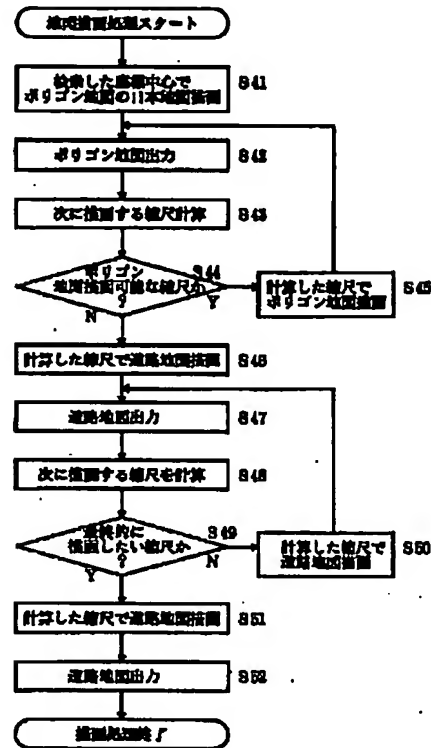 地図描画処理スタート
検索した座標中心で
ポリゴン地図の日本地図描画
S41
ポリゴン地図出力
S42
次に描画する縮尺計算
S43
ポリゴン
地図描画可能な縮尺か
?
S44
Y
N
計算した縮尺で
ポリゴン地図描画
S45
計算した縮尺で道路地図描画
S46
道路地図出力
S47
次に描画する縮尺を計算
S48
最終的に
描画したい縮尺か
?
S49
N
Y
計算した縮尺で
道路地図描画
S50
計算した縮尺で道路地図描画
S51
道路地図出力
S52
描画処理終了